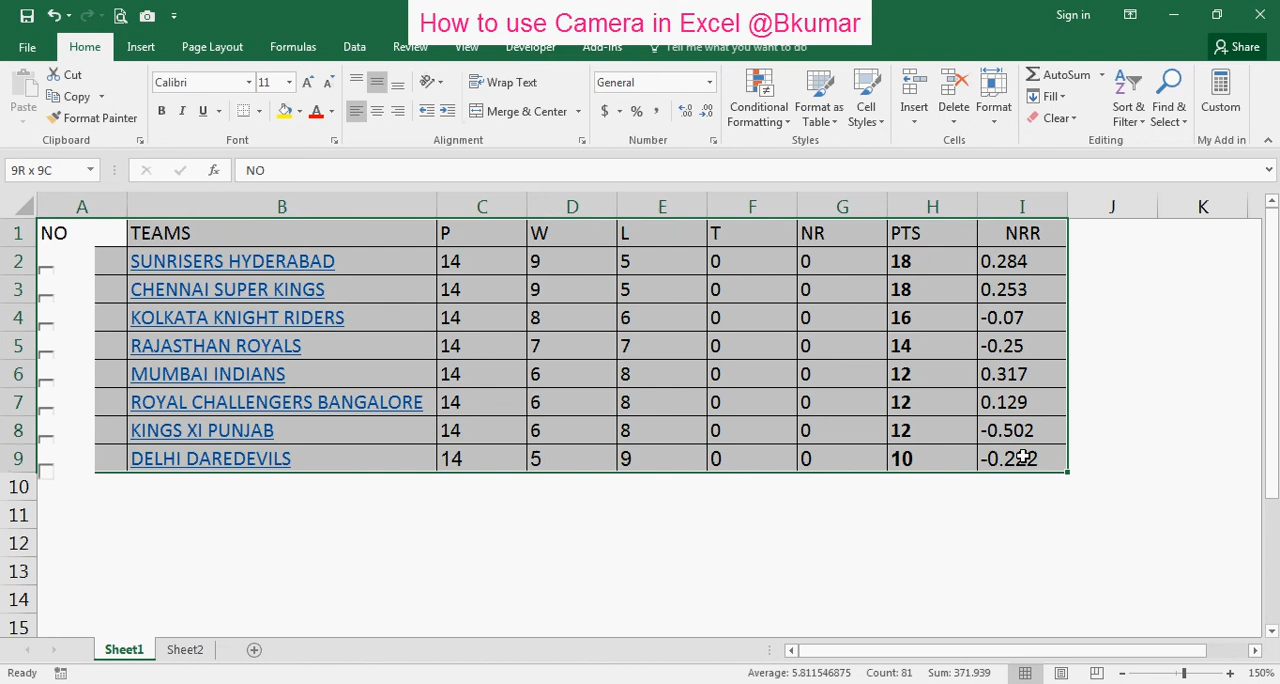 How to use Camera in Excel @Bkumar
Sign in
File Home Insert Page Layout Formulas Data Review View Developer Add-ins Tell me what you want to do Share
Paste
Cut
Copy
Format Painter
Clipboard
Calibri 11
B I U
A A
Font
Wrap Text
Merge & Center
Alignment
General
$ % ,
Number
Conditional Formatting
Format as Table
Cell Styles
Styles
Insert Delete Format
Cells
AutoSum
Fill
Clear
Sort & Filter
Find & Select
Editing
Custom
My Add in
9R x 9C fx NO
A B C D E F G H I J K
1 NO TEAMS P W L T NR PTS NRR
2 SUNRISERS HYDERABAD 14 9 5 0 0 18 0.284
3 CHENNAI SUPER KINGS 14 9 5 0 0 18 0.253
4 KOLKATA KNIGHT RIDERS 14 8 6 0 0 16 -0.07
5 RAJASTHAN ROYALS 14 7 7 0 0 14 -0.25
6 MUMBAI INDIANS 14 6 8 0 0 12 0.317
7 ROYAL CHALLENGERS BANGALORE 14 6 8 0 0 12 0.129
8 KINGS XI PUNJAB 14 6 8 0 0 12 -0.502
9 DELHI DAREDEVILS 14 5 9 0 0 10 -0.222
10
11
12
13
14
15
Sheet1 Sheet2
Ready Average: 5.811546875 Count: 81 Sum: 371.939 150%